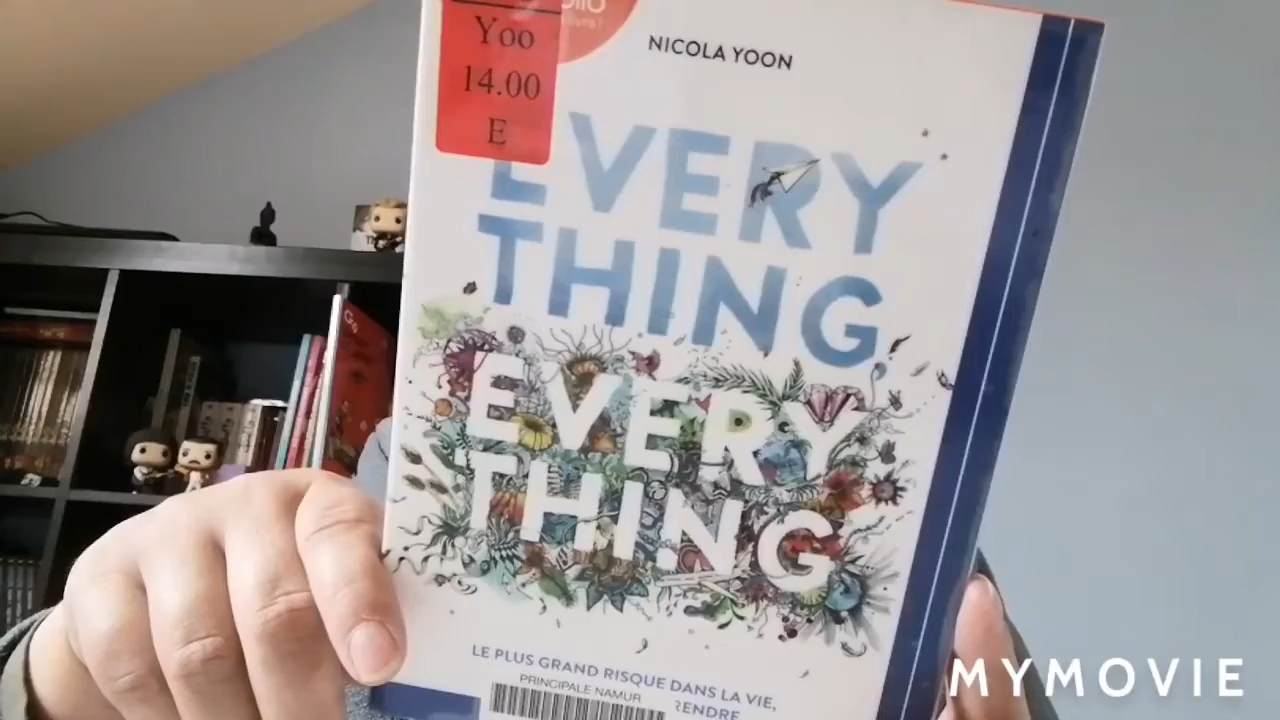 Yoo
14.00
E
NICOLA YOON
EVERY
THING
EVERY
THING
LE PLUS GRAND RISQUE DANS LA VIE,
PRINCIPALE NAMUR
MYMOVIE